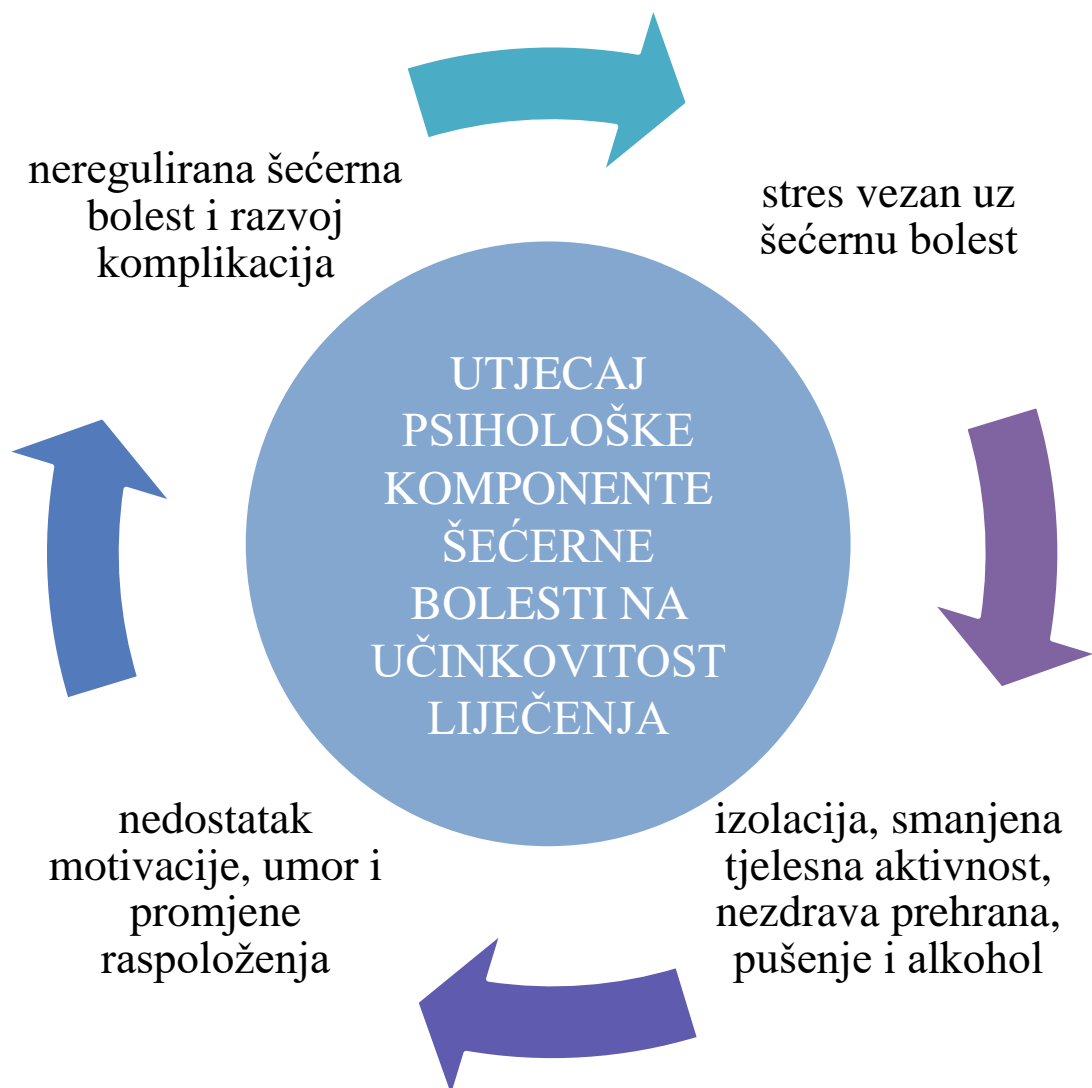 neregulirana šećerna
bolest i razvoj
komplikacija
stres vezan uz
šećernu bolest
UTJECAJ
PSIHOLOŠKE
KOMPONENTE
ŠEĆERNE
BOLESTI NA
UČINKOVITOST
LIJEČENJA
nedostatak
motivacije, umor i
promjene
raspoloženja
izolacija, smanjena
tjelesna aktivnost,
nezdrava prehrana,
pušenje i alkohol